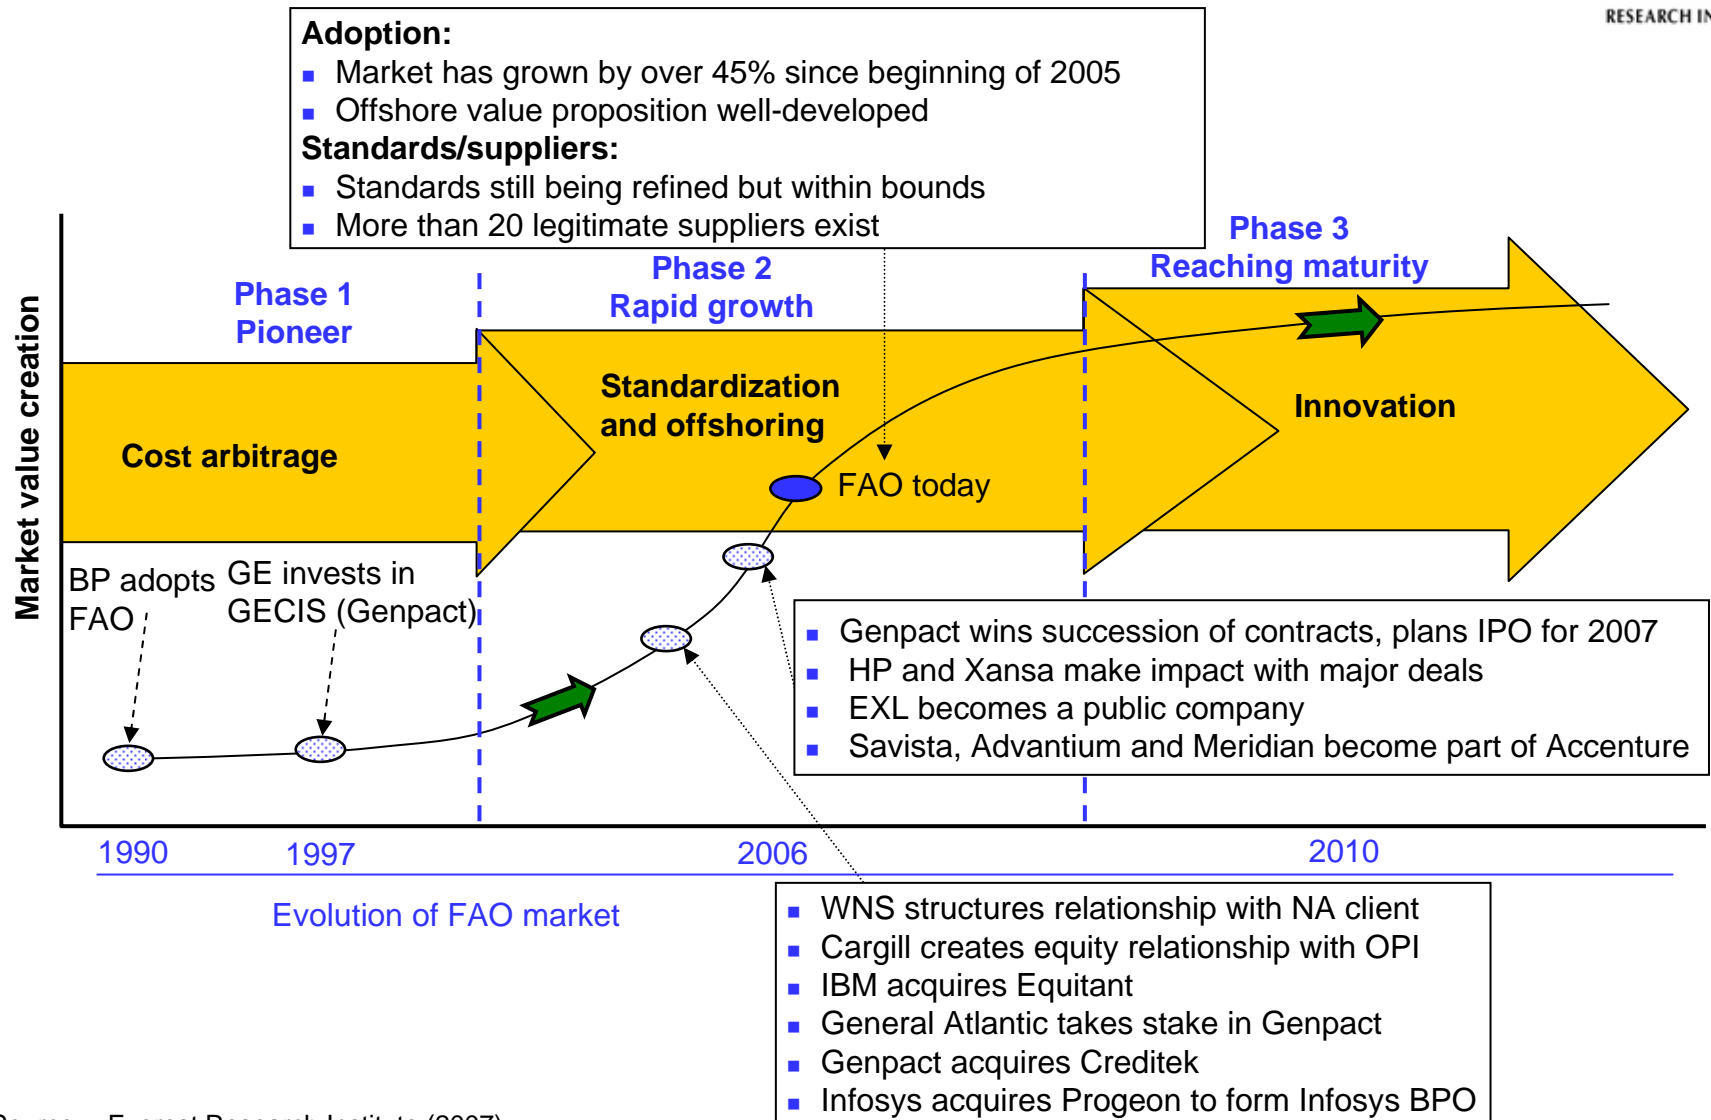 RESEARCH IN
Adoption:
Market has grown by over 45% since beginning of 2005
Offshore value proposition well-developed
Standards/suppliers:
Standards still being refined but within bounds
More than 20 legitimate suppliers exist
Phase 1
Pioneer
Phase 2
Rapid growth
Phase 3
Reaching maturity
Market value creation
Cost arbitrage
Standardization
and offshoring
Innovation
FAO today
BP adopts
FAO
GE invests in
GECIS (Genpact)
Genpact wins succession of contracts, plans IPO for 2007
HP and Xansa make impact with major deals
EXL becomes a public company
Savista, Advantium and Meridian become part of Accenture
1990
1997
2006
2010
Evolution of FAO market
WNS structures relationship with NA client
Cargill creates equity relationship with OPI
IBM acquires Equitant
General Atlantic takes stake in Genpact
Genpact acquires Creditek
Infosys acquires Progeon to form Infosys BPO
Everest Research Institute (2007)